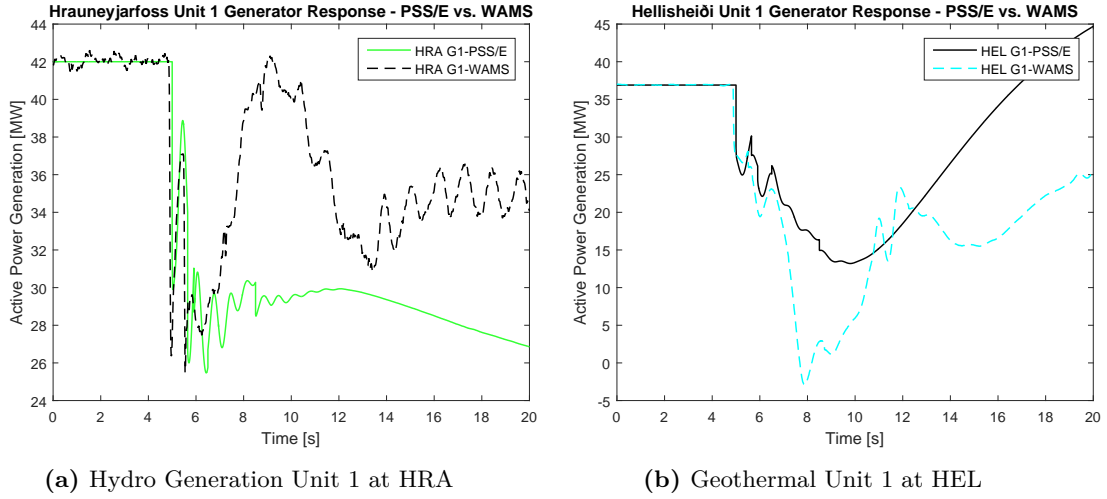 Hrauneyjarfoss Unit 1 Generator Response - PSS/E vs. WAMS
44
42
40
38
36
34
32
30
28
26
24
Active Power Generation [MW]
HRA G1-PSS/E
HRA G1-WAMS
0 2 4 6 8 10 12 14 16 18 20
Time [s]
(a) Hydro Generation Unit 1 at HRA
Hellisheiði Unit 1 Generator Response - PSS/E vs. WAMS
45
40
35
30
25
20
15
10
5
0
-5
Active Power Generation [MW]
HEL G1-PSS/E
HEL G1-WAMS
0 2 4 6 8 10 12 14 16 18 20
Time [s]
(b) Geothermal Unit 1 at HEL